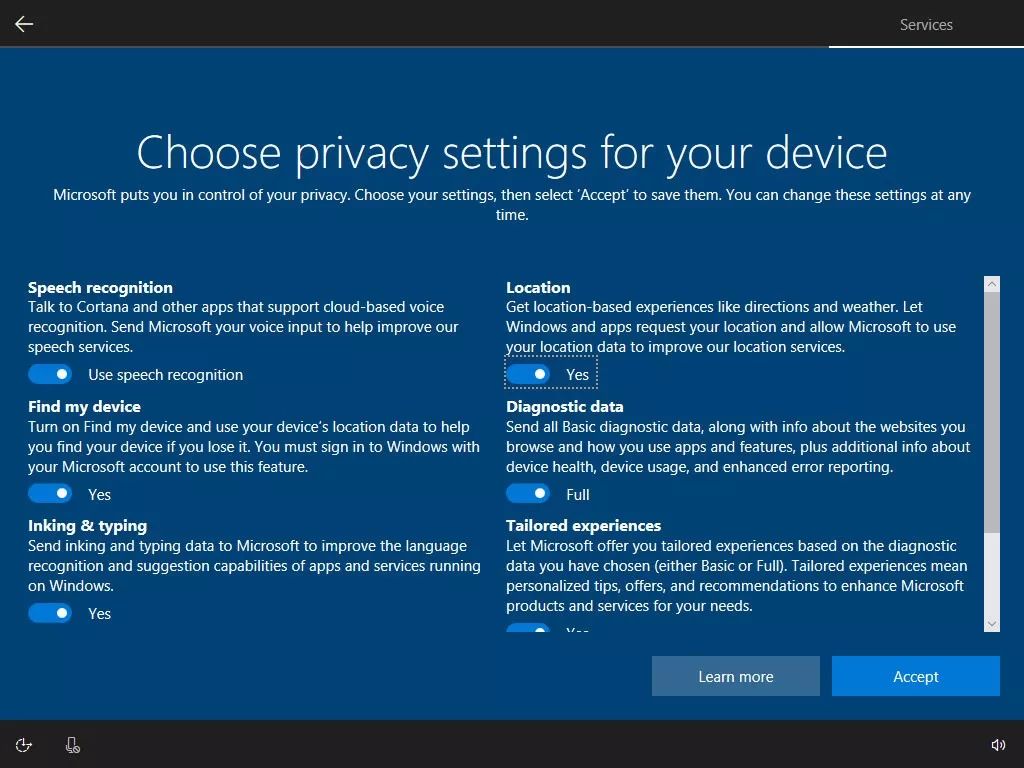 Services
Choose privacy settings for your device
Microsoft puts you in control of your privacy. Choose your settings, then select ‘Accept’ to save them. You can change these settings at any
time.
Speech recognition
Talk to Cortana and other apps that support cloud-based voice
recognition. Send Microsoft your voice input to help improve our
speech services.
Use speech recognition
Location
Get location-based experiences like directions and weather. Let
Windows and apps request your location and allow Microsoft to use
your location data to improve our location services.
Yes
Find my device
Turn on Find my device and use your device’s location data to help
you find your device if you lose it. You must sign in to Windows with
your Microsoft account to use this feature.
Yes
Diagnostic data
Send all Basic diagnostic data, along with info about the websites you
browse and how you use apps and features, plus additional info about
device health, device usage, and enhanced error reporting.
Full
Inking & typing
Send inking and typing data to Microsoft to improve the language
recognition and suggestion capabilities of apps and services running
on Windows.
Yes
Tailored experiences
Let Microsoft offer you tailored experiences based on the diagnostic
data you have chosen (either Basic or Full). Tailored experiences mean
personalized tips, offers, and recommendations to enhance Microsoft
products and services for your needs.
Yes
Learn more
Accept